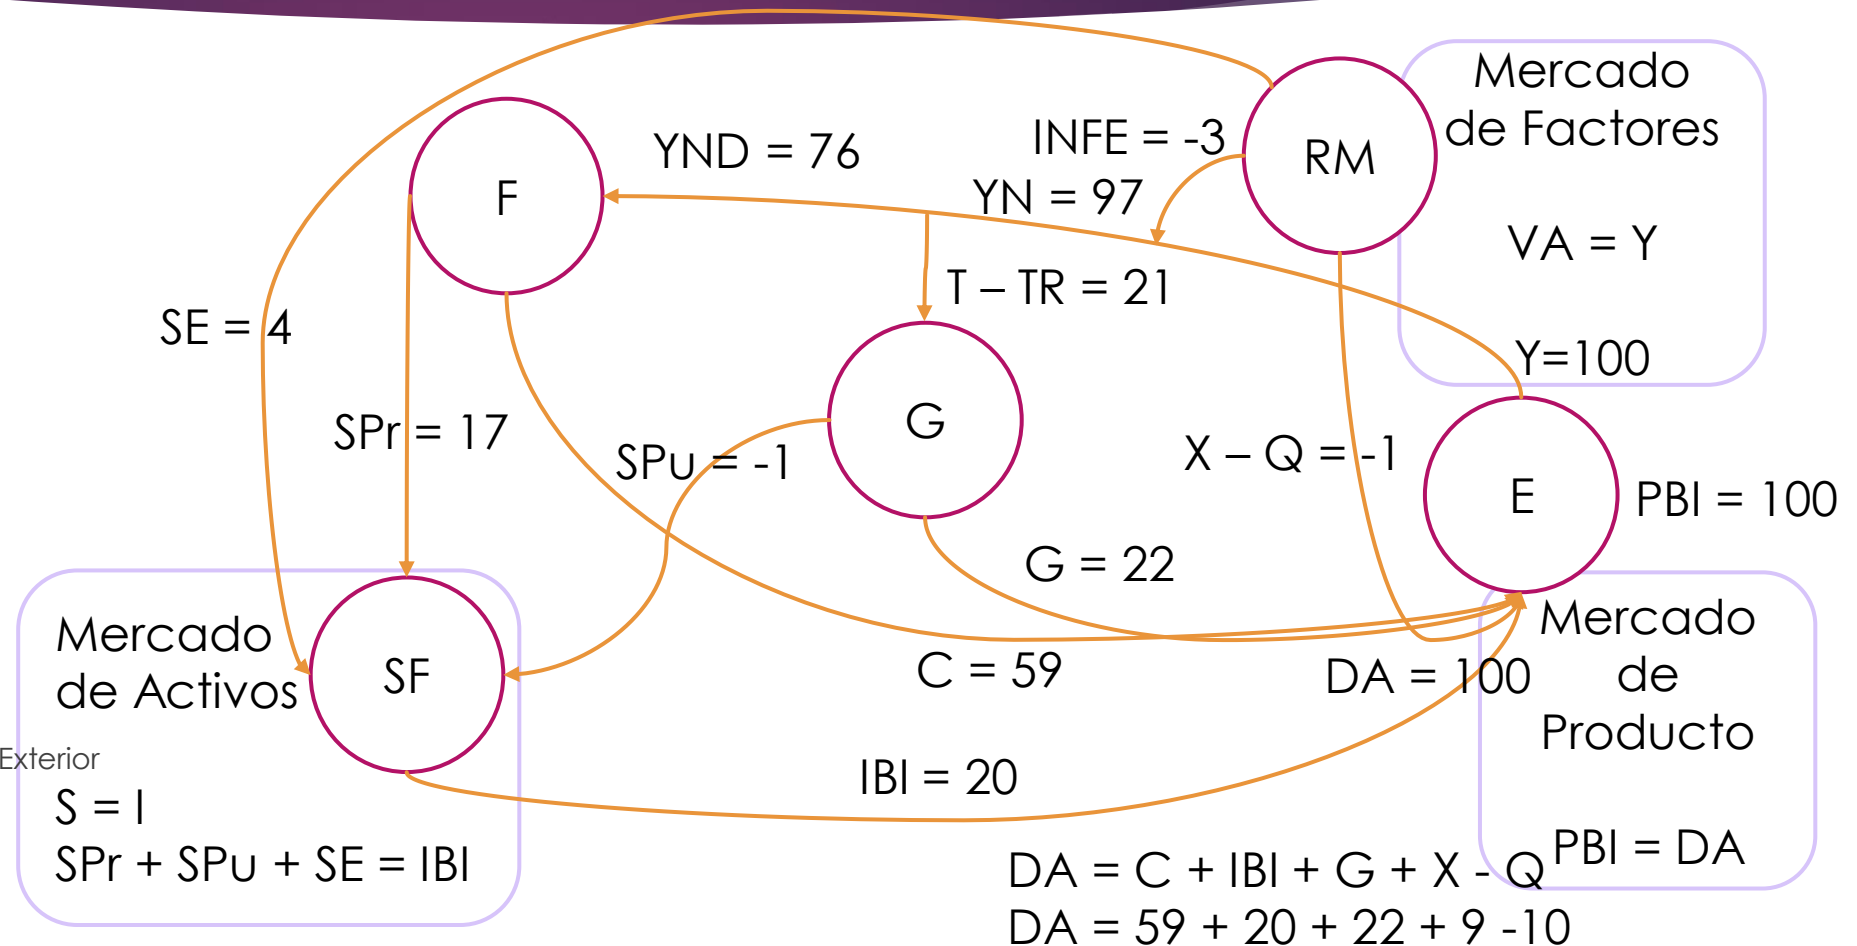 Mercado
de Factores
VA = Y
Y=100
RM
INFE = -3
YND = 76
YN = 97
F
T – TR = 21
SE = 4
SPr = 17
G
SPu = -1
X – Q = -1
E
PBI = 100
G = 22
C = 59
DA = 100
Mercado
de
Producto
PBI = DA
Mercado
de Activos
SF
Exterior
S = I
SPr + SPu + SE = IBI
IBI = 20
DA = C + IBI + G + X - Q
DA = 59 + 20 + 22 + 9 -10